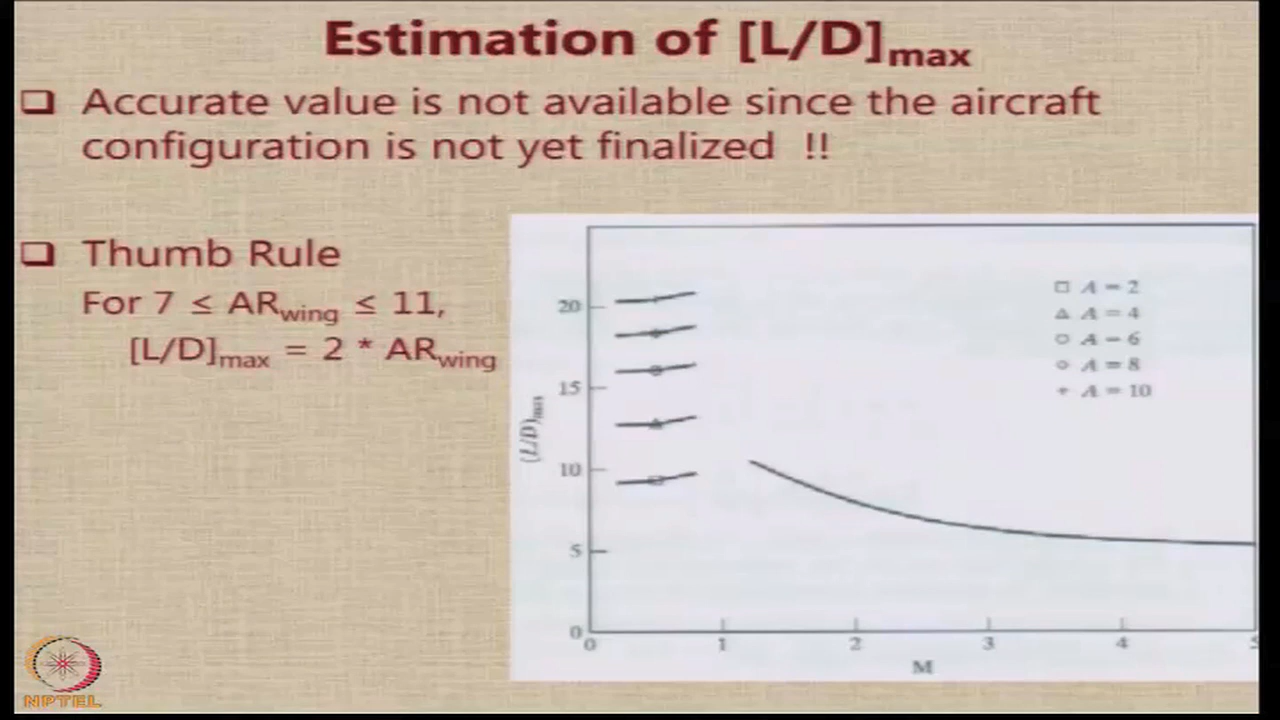 Estimation of [L/D]max
❑ Accurate value is not available since the aircraft
configuration is not yet finalized !!
❑ Thumb Rule
For 7 ≤ ARwing ≤ 11,
[L/D]max = 2 * ARwing
20
15
10
5
0
(L/D)max
□ A = 2
△ A = 4
○ A = 6
◇ A = 8
+ A = 10
0 1 2 3 4 5
M
NPTEL